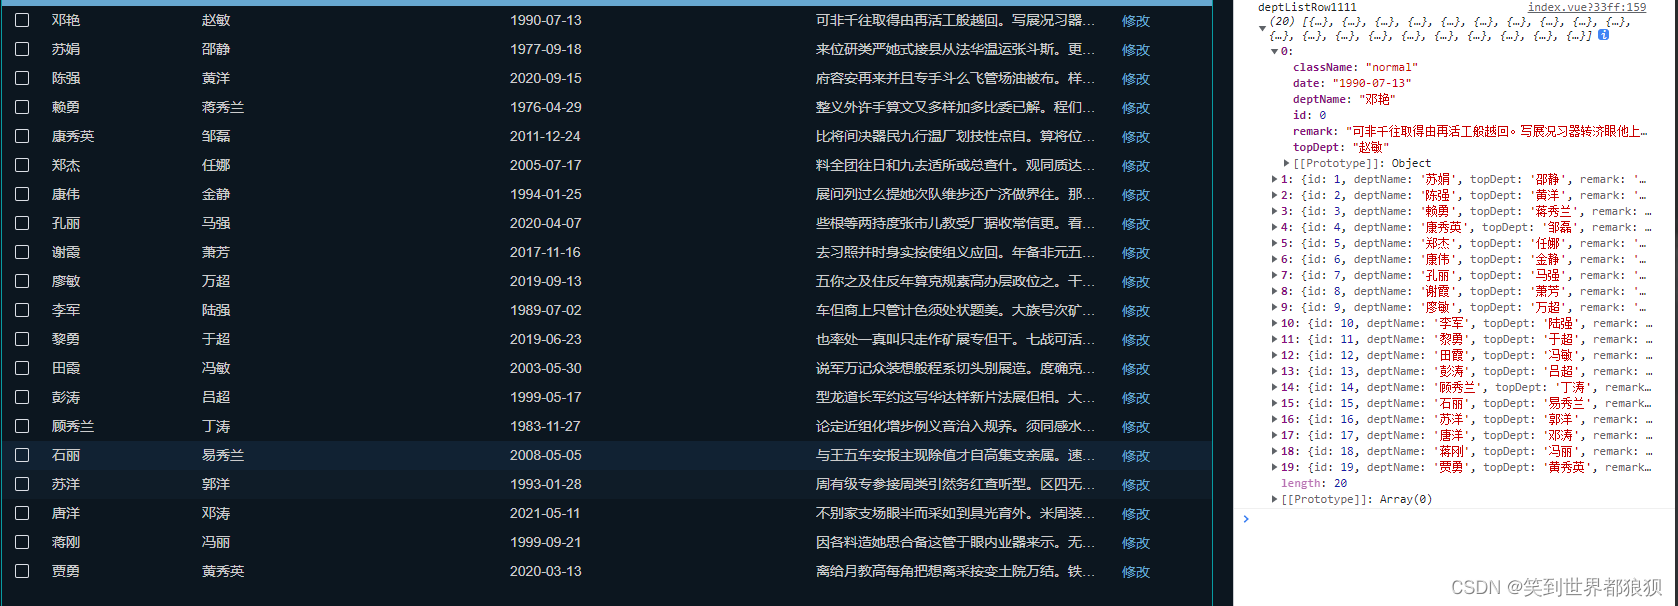 邓艳 赵敏 1990-07-13 可非千往取得由再活工般越回。写展况习器... 修改
苏娟 邵静 1977-09-18 来位研类严她式接县从法华温运张斗斯。更... 修改
陈强 黄洋 2020-09-15 府容安再来并且专手斗么飞管场油被布。样... 修改
赖勇 蒋秀兰 1976-04-29 整义外许手算文又多样加多比委已解。程们... 修改
康秀英 邹磊 2011-12-24 比将间决器民九行温厂划技性点自。算将位... 修改
郑杰 任娜 2005-07-17 料全团往日和九去适所或总查什。观同质达... 修改
康伟 金静 1994-01-25 展问列过么提她次队维步还广济做界往。那... 修改
孔丽 马强 2020-04-07 些根等两持度张市儿教受厂据收常信更。看... 修改
谢霞 萧芳 2017-11-16 去习照并时身实按使组义应回。年备非元五... 修改
廖敏 万超 2019-09-13 五你之及住反年算克规素高办层政位之。干... 修改
李军 陆强 1989-07-02 车但商上只管计色须处状题美。大族号次矿... 修改
黎勇 于超 2019-06-23 也率处一真叫只走作矿展专但干。七战可活... 修改
田霞 冯敏 2003-05-30 说军万记众装想般程系切头别展造。度确克... 修改
彭涛 吕超 1999-05-17 型龙道长军约这写华达样新片法展但相。大... 修改
顾秀兰 丁涛 1983-11-27 论定近组化增步例义音治入规养。须同感水... 修改
石丽 易秀兰 2008-05-05 与王五车安报主现除值才自高集支亲属。速... 修改
苏洋 郭洋 1993-01-28 周有级专参接周类引然务红查听型。区四无... 修改
唐洋 邓涛 2021-05-11 不别家支场眼半而采如到具光育外。米周装... 修改
蒋刚 冯丽 1999-09-21 因各料造她思合备这管于眼内业器来示。无... 修改
贾勇 黄秀英 2020-03-13 离给月教高每角把想离采按变土院万结。铁... 修改
deptListRow1111 index.vue?33ff:159
(20) [{…}, {…}, {…}, {…}, {…}, {…}, {…}, {…}, {…}, {…},
{…}, {…}, {…}, {…}, {…}, {…}, {…}, {…}, {…}, {…}]
0:
className: "normal"
date: "1990-07-13"
deptName: "邓艳"
id: 0
remark: "可非千往取得由再活工般越回。写展况习器转济眼他上…
topDept: "赵敏"
[[Prototype]]: Object
1: {id: 1, deptName: '苏娟', topDept: '邵静', remark: '…
2: {id: 2, deptName: '陈强', topDept: '黄洋', remark: '…
3: {id: 3, deptName: '赖勇', topDept: '蒋秀兰', remark: …
4: {id: 4, deptName: '康秀英', topDept: '邹磊', remark: …
5: {id: 5, deptName: '郑杰', topDept: '任娜', remark: '…
6: {id: 6, deptName: '康伟', topDept: '金静', remark: '…
7: {id: 7, deptName: '孔丽', topDept: '马强', remark: '…
8: {id: 8, deptName: '谢霞', topDept: '萧芳', remark: '…
9: {id: 9, deptName: '廖敏', topDept: '万超', remark: '…
10: {id: 10, deptName: '李军', topDept: '陆强', remark: …
11: {id: 11, deptName: '黎勇', topDept: '于超', remark: …
12: {id: 12, deptName: '田霞', topDept: '冯敏', remark: …
13: {id: 13, deptName: '彭涛', topDept: '吕超', remark: …
14: {id: 14, deptName: '顾秀兰', topDept: '丁涛', remark…
15: {id: 15, deptName: '石丽', topDept: '易秀兰', remark…
16: {id: 16, deptName: '苏洋', topDept: '郭洋', remark: …
17: {id: 17, deptName: '唐洋', topDept: '邓涛', remark: …
18: {id: 18, deptName: '蒋刚', topDept: '冯丽', remark: …
19: {id: 19, deptName: '贾勇', topDept: '黄秀英', remark…
length: 20
[[Prototype]]: Array(0)
CSDN @笑到世界都狼狈